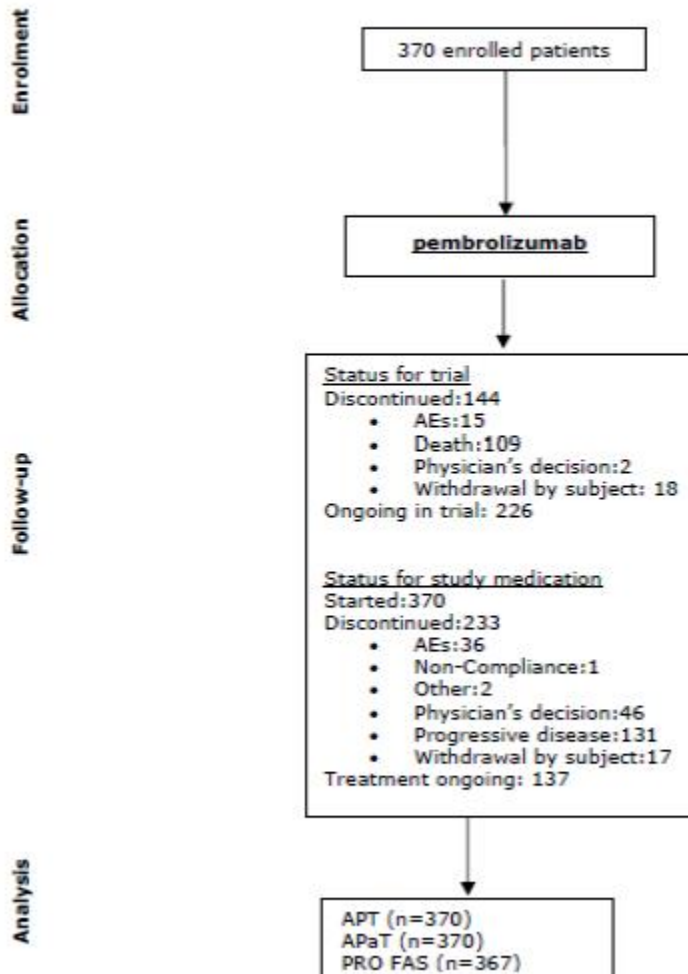 Enrolment
370 enrolled patients
Allocation
pembrolizumab
Follow-up
Status for trial
Discontinued:144
• AEs:15
• Death:109
• Physician's decision:2
• Withdrawal by subject: 18
Ongoing in trial: 226
Status for study medication
Started:370
Discontinued:233
• AEs:36
• Non-Compliance:1
• Other:2
• Physician's decision:46
• Progressive disease:131
• Withdrawal by subject:17
Treatment ongoing: 137
Analysis
APT (n=370)
APaT (n=370)
PRO FAS (n=367)